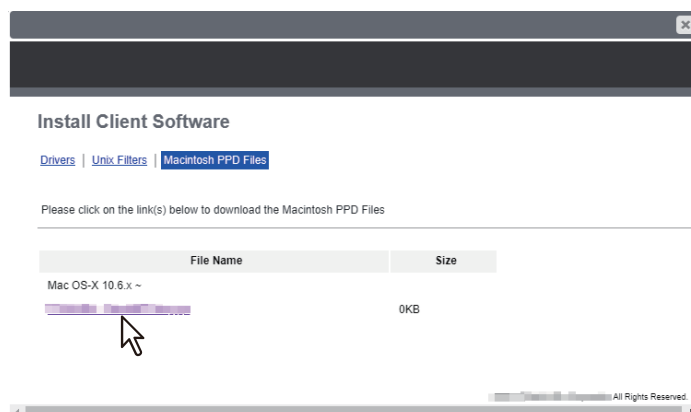 Install Client Software
Drivers | Unix Filters | Macintosh PPD Files
Please click on the link(s) below to download the Macintosh PPD Files
File Name Size
Mac OS-X 10.6.x ~
0KB
All Rights Reserved.